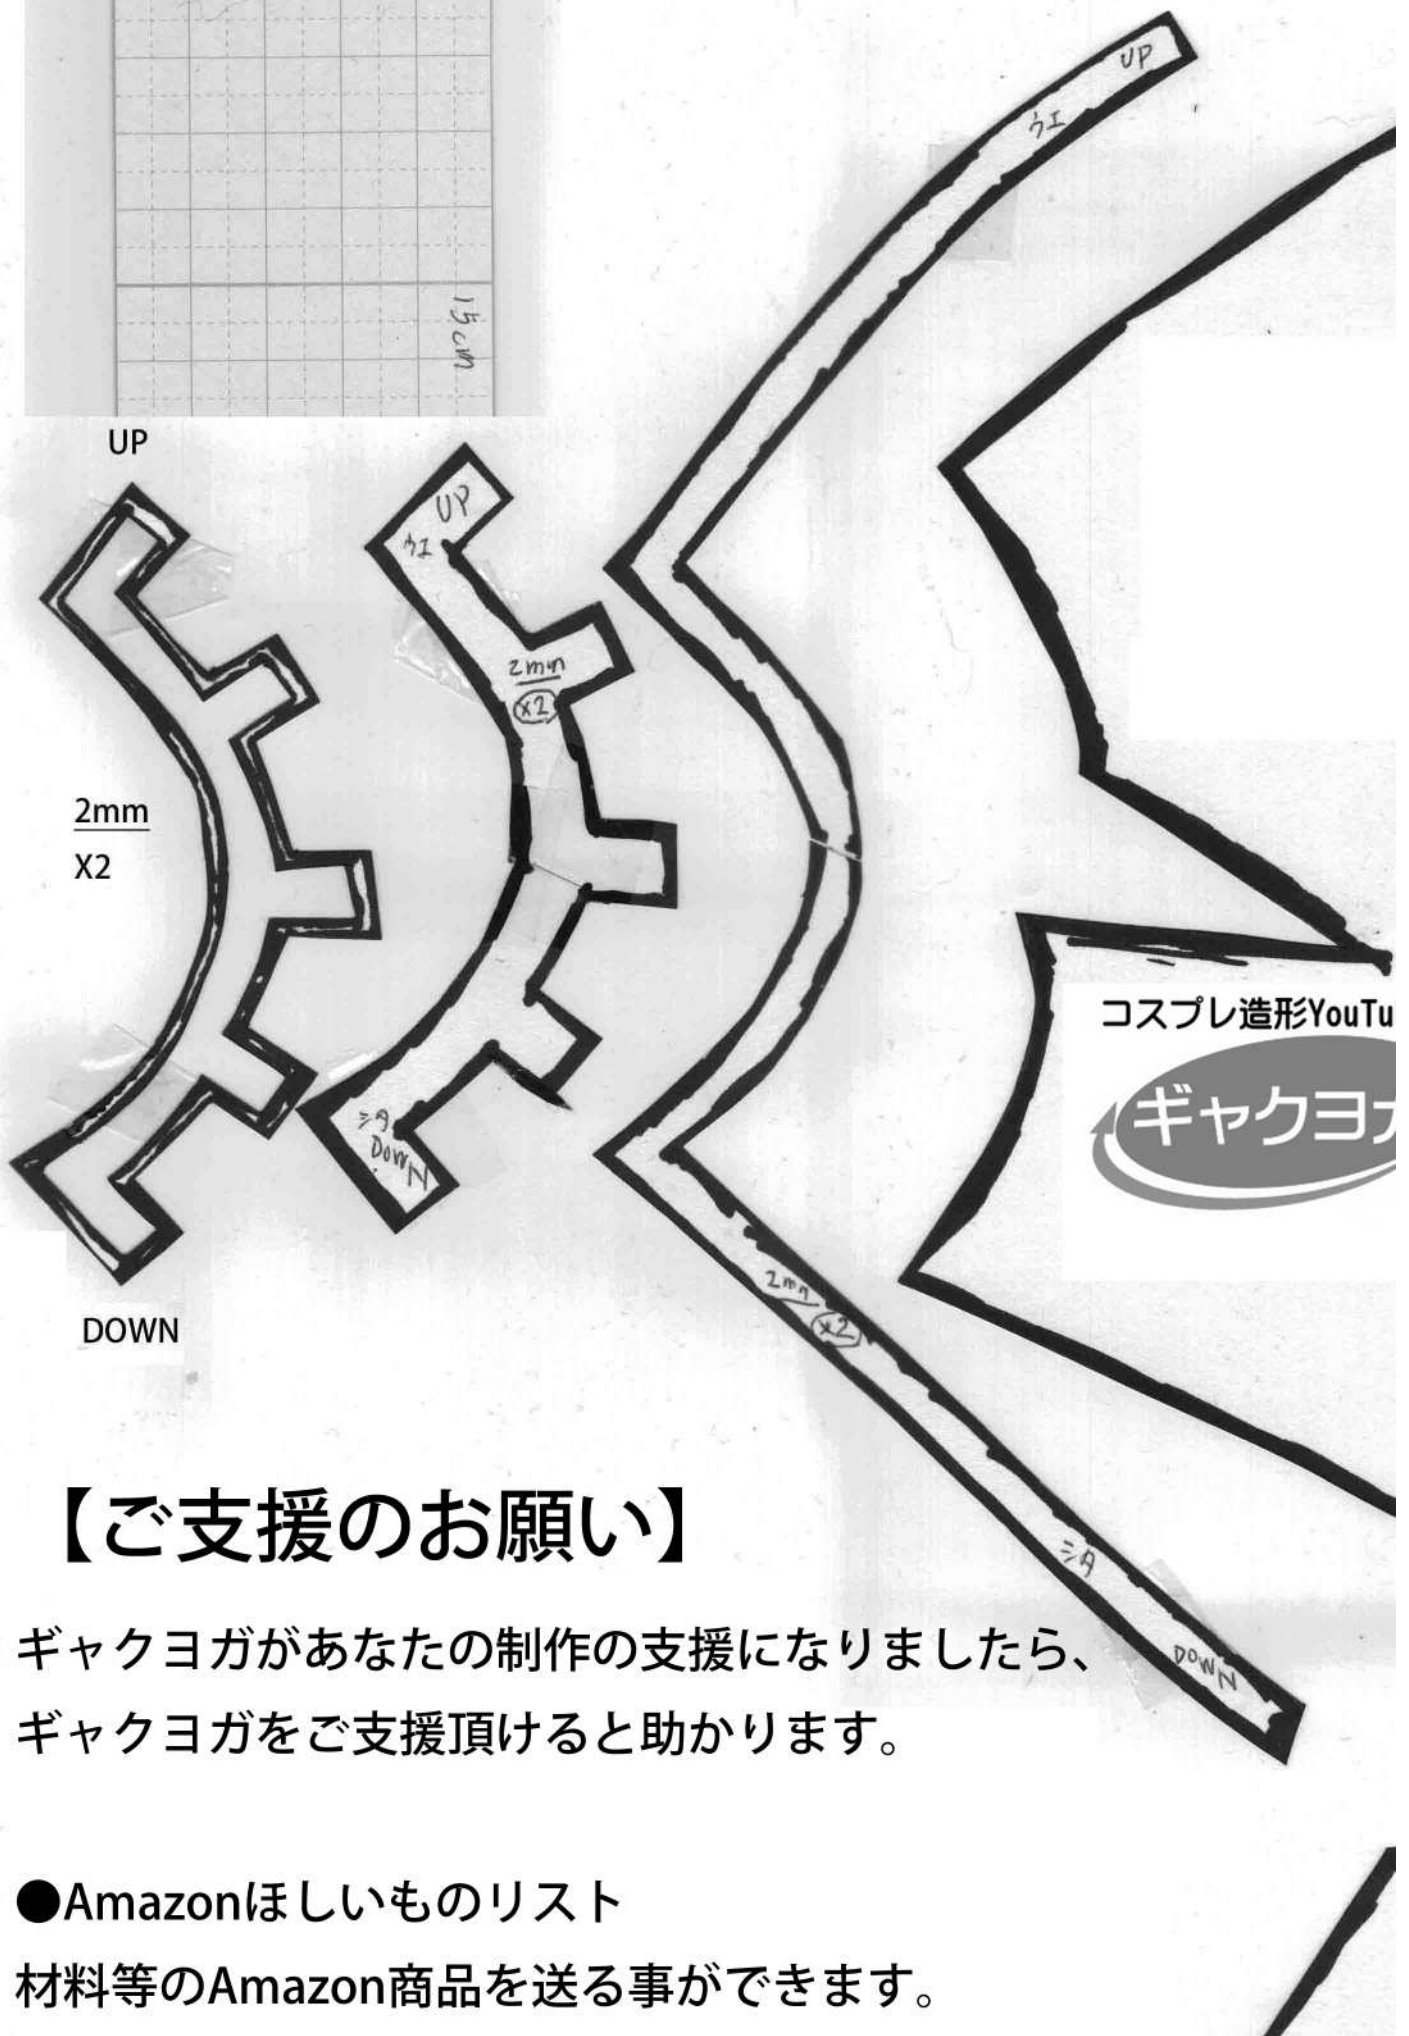 UP
ウエ
15cm
UP
UP
ウエ
2mm
x2
2mm
X2
コスプレ造形YouTu
ギャクヨガ
シタ
DOWN
2mm
x2
DOWN
【ご支援のお願い】
シタ
ギャクヨガがあなたの制作の支援になりましたら、
DOWN
ギャクヨガをご支援頂けると助かります。
●Amazonほしいものリスト
材料等のAmazon商品を送る事ができます。